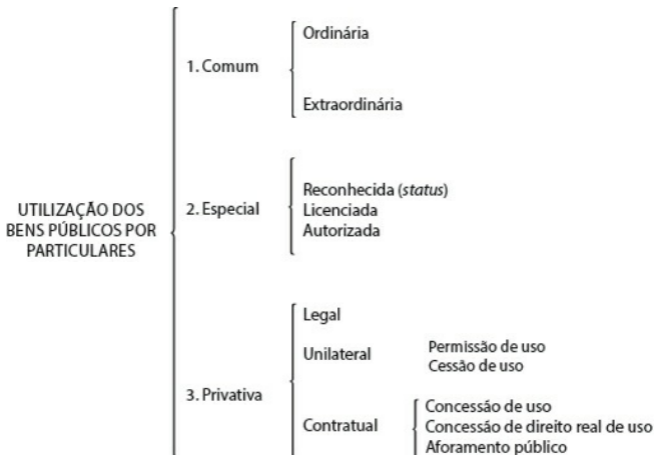 UTILIZAÇÃO DOS
BENS PÚBLICOS POR
PARTICULARES
1. Comum
Ordinária
Extraordinária
2. Especial
Reconhecida (status)
Licenciada
Autorizada
3. Privativa
Legal
Unilateral
Permissão de uso
Cessão de uso
Contratual
Concessão de uso
Concessão de direito real de uso
Aforamento público